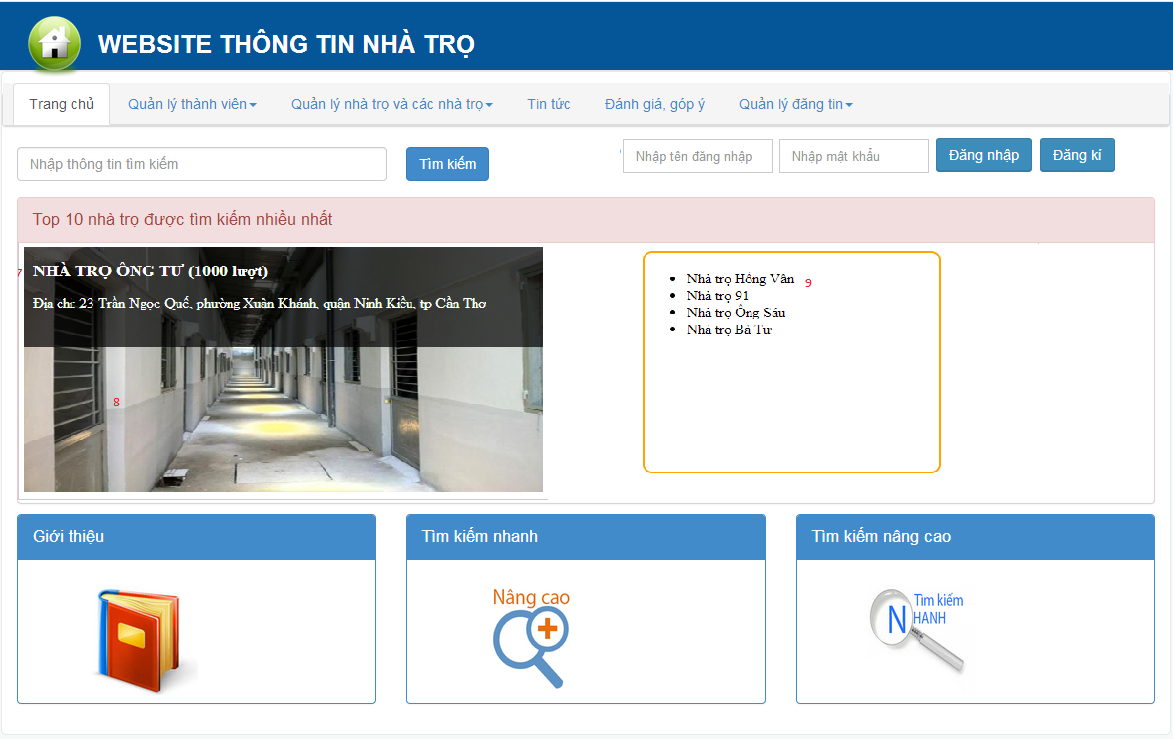 WEBSITE THÔNG TIN NHÀ TRỌ
Trang chủ Quản lý thành viên Quản lý nhà trọ và các nhà trọ Tin tức Đánh giá, góp ý Quản lý đăng tin
Nhập thông tin tìm kiếm Tìm kiếm Nhập tên đăng nhập Nhập mật khẩu Đăng nhập Đăng kí
Top 10 nhà trọ được tìm kiếm nhiều nhất
7
NHÀ TRỌ ÔNG TƯ (1000 lượt)
Địa chỉ: 23 Trần Ngọc Quế, phường Xuân Khánh, quận Ninh Kiều, tp Cần Thơ
8
Nhà trọ Hồng Vân 9
Nhà trọ 91
Nhà trọ Ông Sáu
Nhà trọ Bà Tư
Giới thiệu Tìm kiếm nhanh Tìm kiếm nâng cao
Nâng cao
Tìm kiếm
NHANH